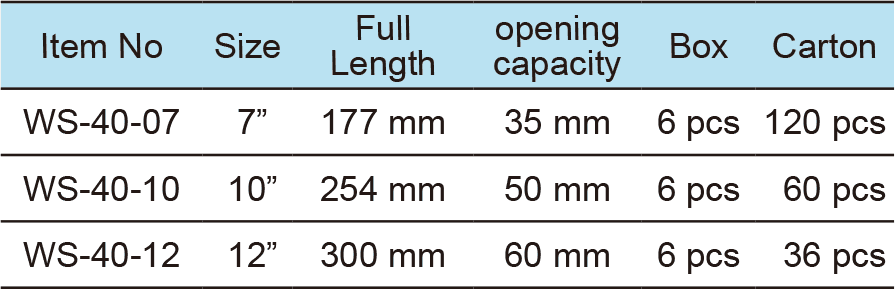 Item No Size Full Length opening capacity Box Carton
WS-40-07 7” 177 mm 35 mm 6 pcs 120 pcs
WS-40-10 10” 254 mm 50 mm 6 pcs 60 pcs
WS-40-12 12” 300 mm 60 mm 6 pcs 36 pcs